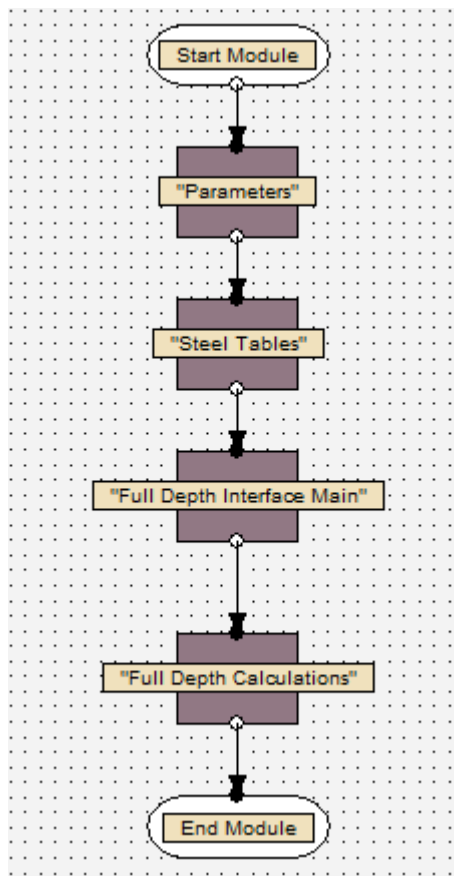 Start Module
"Parameters"
"Steel Tables"
"Full Depth Interface Main"
"Full Depth Calculations"
End Module